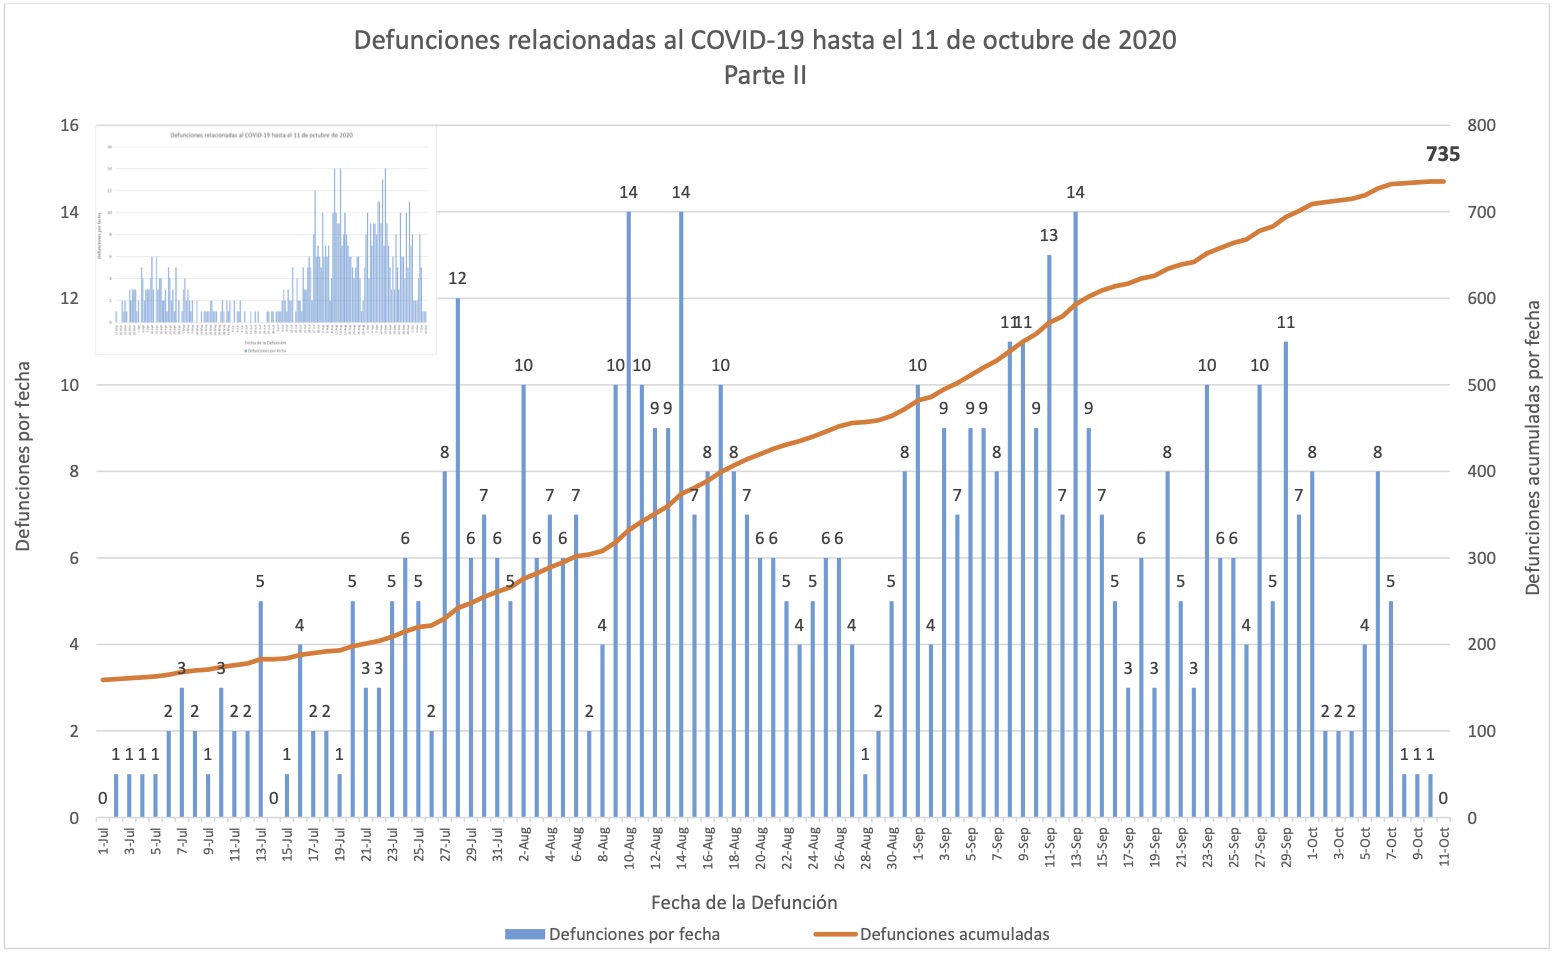 Defunciones relacionadas al COVID-19 hasta el 11 de octubre de 2020
Parte II
Defunciones por fecha
16
14
12
10
8
6
4
2
0
Defunciones relacionadas al COVID-19 hasta el 11 de octubre de 2020
Defunciones por fecha
Fecha de la Defunción
Defunciones por fecha
0 1 1 1 1 2 3 2 1 3 2 2 5 0 1 4 2 2 1 5 3 3 5 6 5 2 8 12 6 7 6
5 10 6 7 6 7 2 4 10 14 10 9 9 14 7 8 10 8 7 6 6 5 4 5 6 6 4 1 2 5 8
10 4 9 7 9 9 8 11 11 9 13 7 14 9 7 5 3 6 3 8 5 3 10 6 6 4 10 5 11 7
8 2 2 2 4 8 5 1 1 1 0
735
800
700
600
500
400
300
200
100
0
Defunciones acumuladas por fecha
1-Jul 3-Jul 5-Jul 7-Jul 9-Jul 11-Jul 13-Jul 15-Jul 17-Jul 19-Jul 21-Jul 23-Jul 25-Jul 27-Jul 29-Jul 31-Jul 2-Aug 4-Aug 6-Aug 8-Aug 10-Aug 12-Aug 14-Aug 16-Aug 18-Aug 20-Aug 22-Aug 24-Aug 26-Aug 28-Aug 30-Aug 1-Sep 3-Sep 5-Sep 7-Sep 9-Sep 11-Sep 13-Sep 15-Sep 17-Sep 19-Sep 21-Sep 23-Sep 25-Sep 27-Sep 29-Sep 1-Oct 3-Oct 5-Oct 7-Oct 9-Oct 11-Oct
Fecha de la Defunción
Defunciones por fecha
Defunciones acumuladas